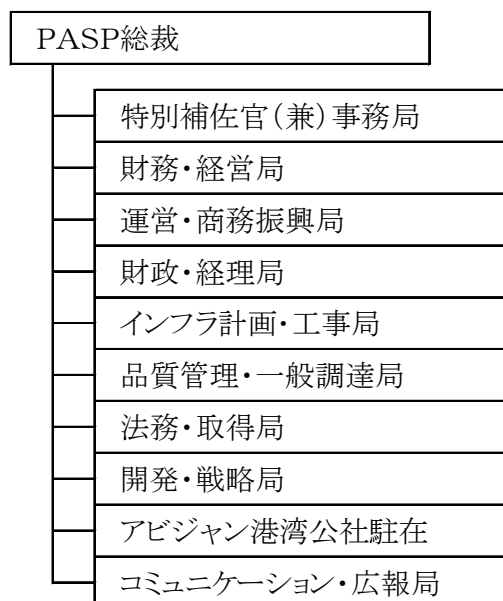 PASP総裁
特別補佐官（兼）事務局
財務・経営局
運営・商務振興局
財政・経理局
インフラ計画・工事局
品質管理・一般調達局
法務・取得局
開発・戦略局
アビジャン港湾公社駐在
コミュニケーション・広報局